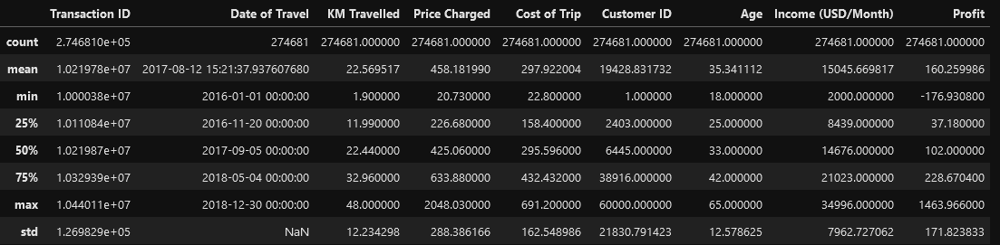 Transaction ID Date of Travel KM Travelled Price Charged Cost of Trip Customer ID Age Income (USD/Month) Profit
count 2.746810e+05 274681 274681.000000 274681.000000 274681.000000 274681.000000 274681.000000 274681.000000 274681.000000
mean 1.021978e+07 2017-08-12 15:21:37.937607680 22.569517 458.181990 297.922004 19428.831732 35.341112 15045.669817 160.259986
min 1.000038e+07 2016-01-01 00:00:00 1.900000 20.730000 22.800000 1.000000 18.000000 2000.000000 -176.930800
25% 1.011084e+07 2016-11-20 00:00:00 11.990000 226.680000 158.400000 2403.000000 25.000000 8439.000000 37.180000
50% 1.021987e+07 2017-09-05 00:00:00 22.440000 425.060000 295.596000 6445.000000 33.000000 14676.000000 102.000000
75% 1.032939e+07 2018-05-04 00:00:00 32.960000 633.880000 432.432000 38916.000000 42.000000 21023.000000 228.670400
max 1.044011e+07 2018-12-30 00:00:00 48.000000 2048.030000 691.200000 60000.000000 65.000000 34996.000000 1463.966000
std 1.269829e+05 NaN 12.234298 288.386166 162.548986 21830.791423 12.578625 7962.727062 171.823833